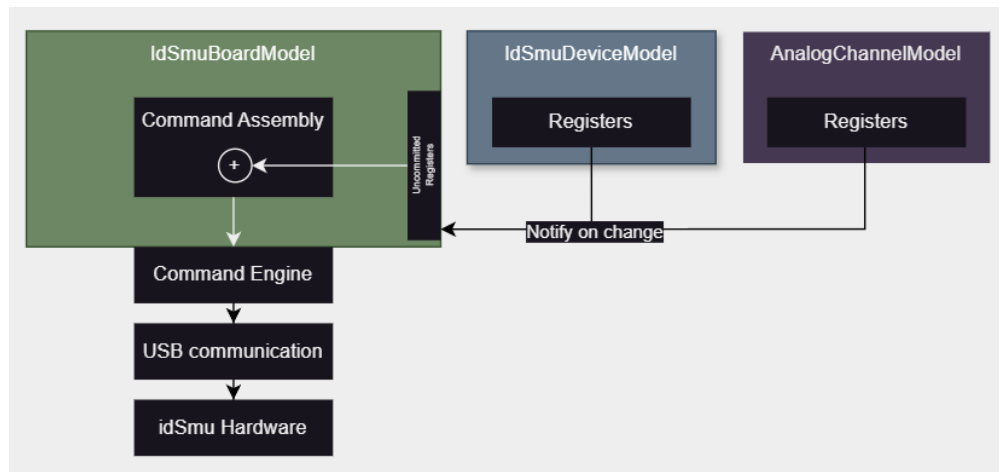 IdSmuBoardModel
Command Assembly
+
Uncommitted
Registers
IdSmuDeviceModel
Registers
AnalogChannelModel
Registers
Notify on change
Command Engine
USB communication
idSmu Hardware